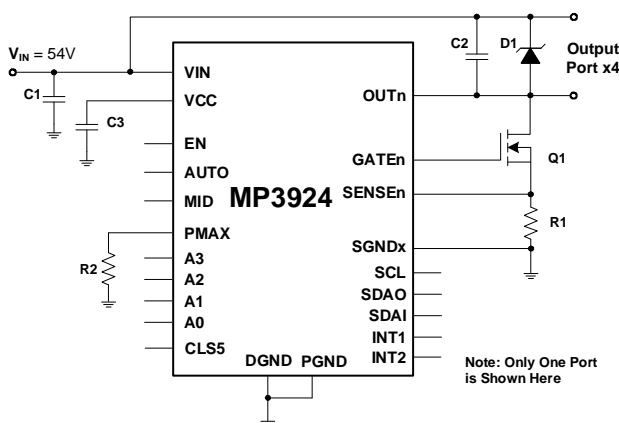 V_IN = 54V
C1
C3
R2
VIN
VCC
EN
AUTO
MID
PMAX
A3
A2
A1
A0
CLS5
MP3924
DGND PGND
OUTn
GATEn
SENSEn
SGNDx
SCL
SDAO
SDAI
INT1
INT2
C2
D1
Output
Port x4
Q1
R1
Note: Only One Port
is Shown Here